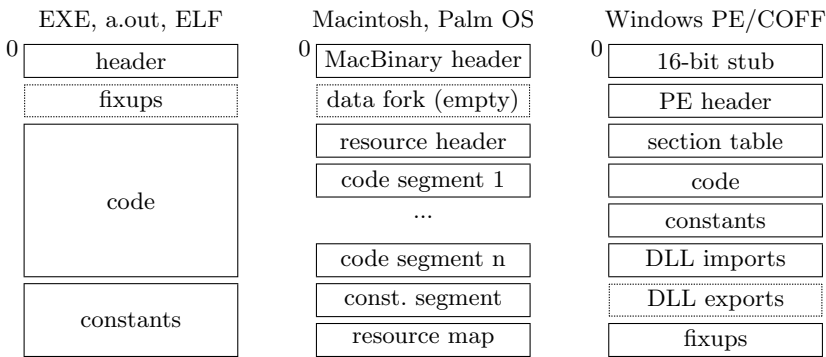 EXE, a.out, ELF
0
header
fixups
code
constants
Macintosh, Palm OS
0
MacBinary header
data fork (empty)
resource header
code segment 1
...
code segment n
const. segment
resource map
Windows PE/COFF
0
16-bit stub
PE header
section table
code
constants
DLL imports
DLL exports
fixups